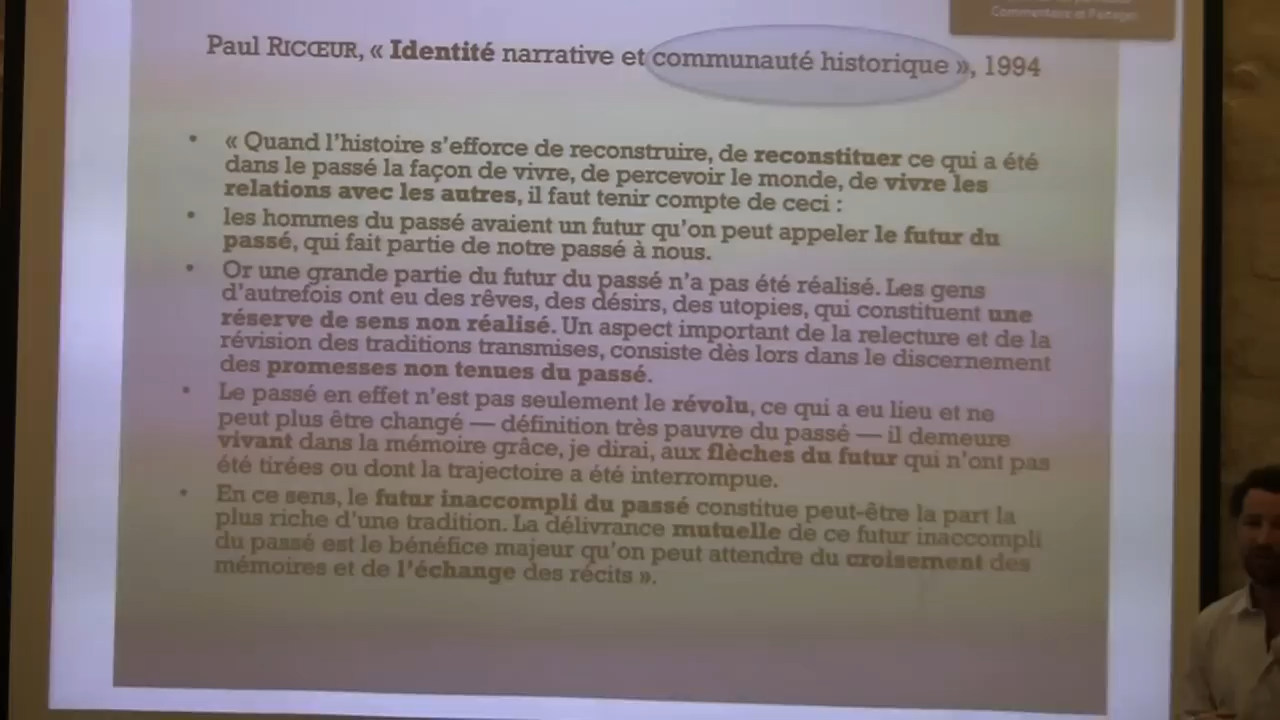 Commentaire et Partager
Paul RICŒUR, « Identité narrative et communauté historique », 1994
• « Quand l'histoire s'efforce de reconstruire, de reconstituer ce qui a été
dans le passé la façon de vivre, de percevoir le monde, de vivre les
relations avec les autres, il faut tenir compte de ceci :
• les hommes du passé avaient un futur qu'on peut appeler le futur du
passé, qui fait partie de notre passé à nous.
• Or une grande partie du futur du passé n'a pas été réalisé. Les gens
d'autrefois ont eu des rêves, des désirs, des utopies, qui constituent une
réserve de sens non réalisé. Un aspect important de la relecture et de la
révision des traditions transmises, consiste dès lors dans le discernement
des promesses non tenues du passé.
• Le passé en effet n'est pas seulement le révolu, ce qui a eu lieu et ne
peut plus être changé — définition très pauvre du passé — il demeure
vivant dans la mémoire grâce, je dirai, aux flèches du futur qui n'ont pas
été tirées ou dont la trajectoire a été interrompue.
• En ce sens, le futur inaccompli du passé constitue peut-être la part la
plus riche d'une tradition. La délivrance mutuelle de ce futur inaccompli
du passé est le bénéfice majeur qu'on peut attendre du croisement des
mémoires et de l'échange des récits ».